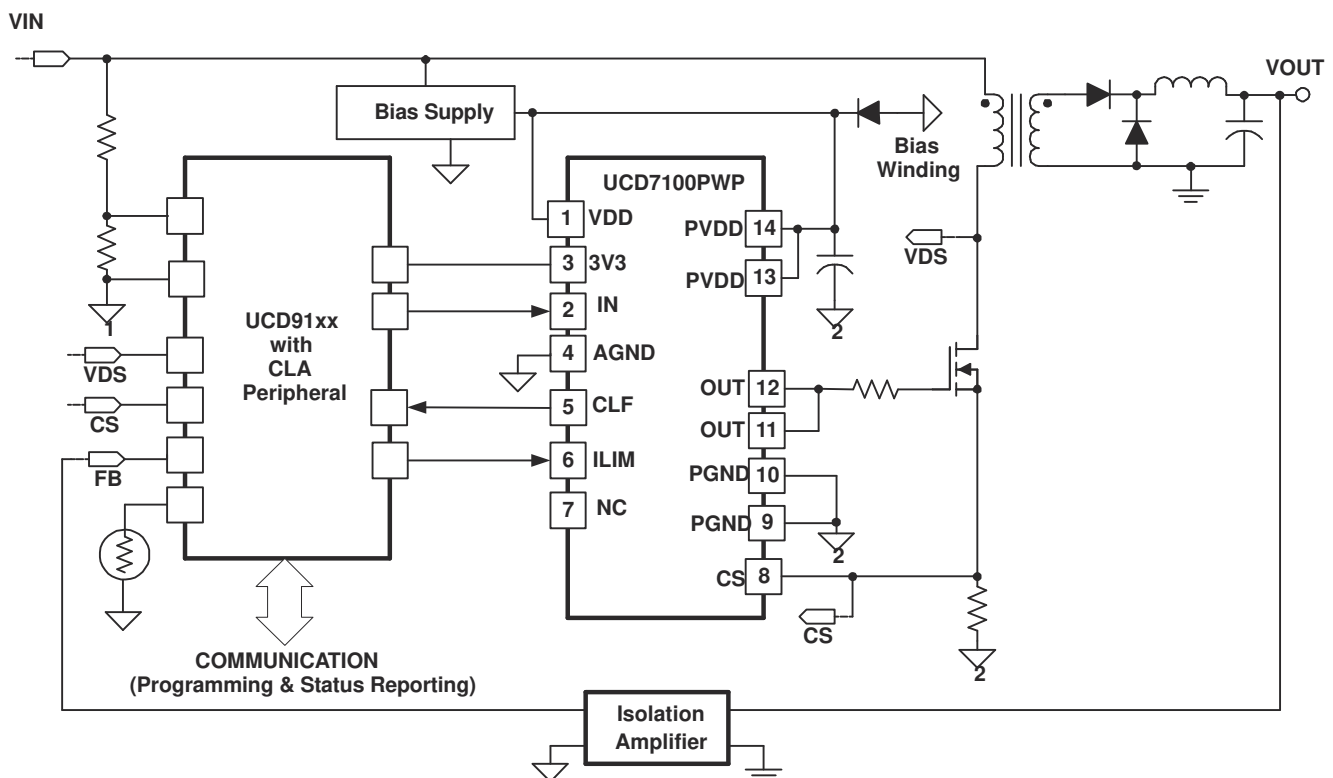 VIN
VOUT
Bias Supply
Bias
Winding
UCD7100PWP
1 VDD
3 3V3
2 IN
4 AGND
5 CLF
6 ILIM
7 NC
PVDD 14
PVDD 13
2
OUT 12
OUT 11
PGND 10
PGND 9
2
CS 8
CS
2
VDS
UCD91xx
with
CLA
Peripheral
1
VDS
CS
FB
COMMUNICATION
(Programming & Status Reporting)
Isolation
Amplifier